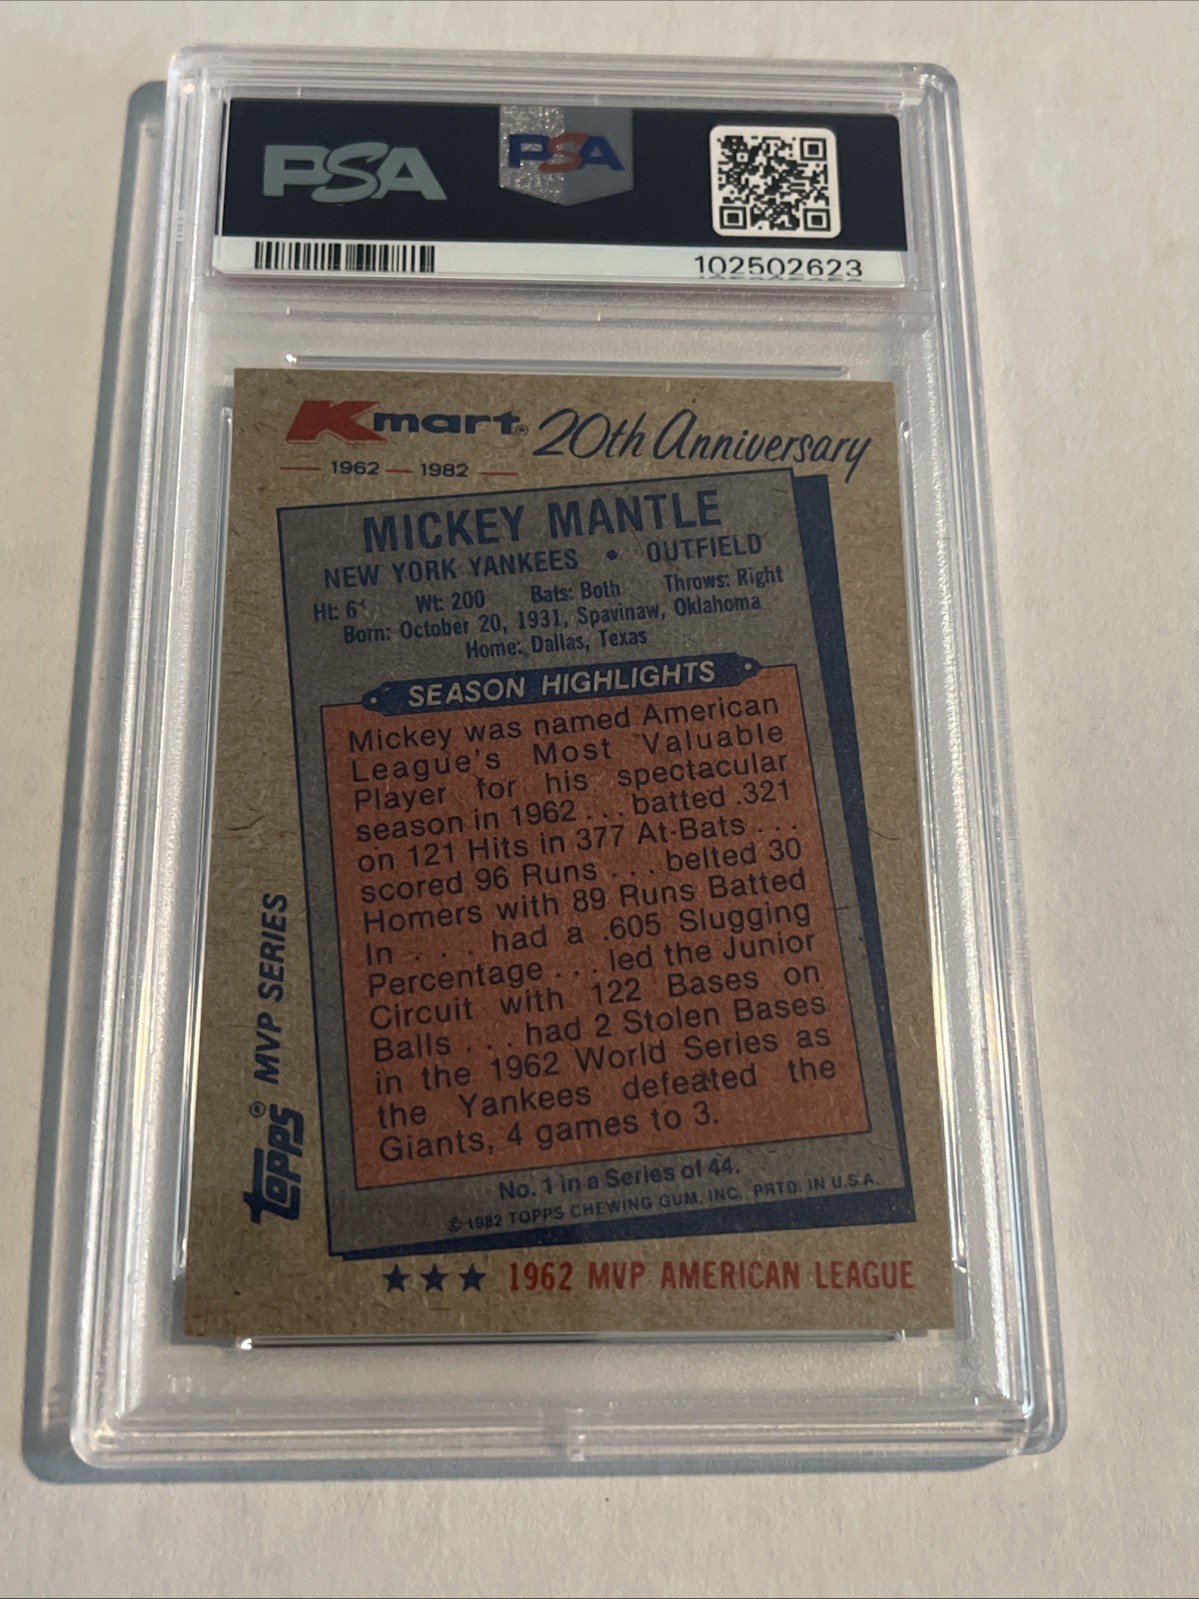 PSA PSA
102502623
Kmart® 20th Anniversary
1962 — 1982
MICKEY MANTLE
NEW YORK YANKEES • OUTFIELD
Ht: 6' Wt: 200 Bats: Both Throws: Right
Born: October 20, 1931, Spavinaw, Oklahoma
Home: Dallas, Texas
SEASON HIGHLIGHTS
Mickey was named American
League's Most Valuable
Player for his spectacular
season in 1962 . . . batted .321
on 121 Hits in 377 At-Bats . . .
scored 96 Runs . . . belted 30
Homers with 89 Runs Batted
In . . . had a .605 Slugging
Percentage . . . led the Junior
Circuit with 122 Bases on
Balls . . . had 2 Stolen Bases
in the 1962 World Series as
the Yankees defeated the
Giants, 4 games to 3.
No. 1 in a Series of 44.
© 1982 TOPPS CHEWING GUM, INC. PRTD. IN U.S.A.
Topps® MVP SERIES
★★★ 1962 MVP AMERICAN LEAGUE